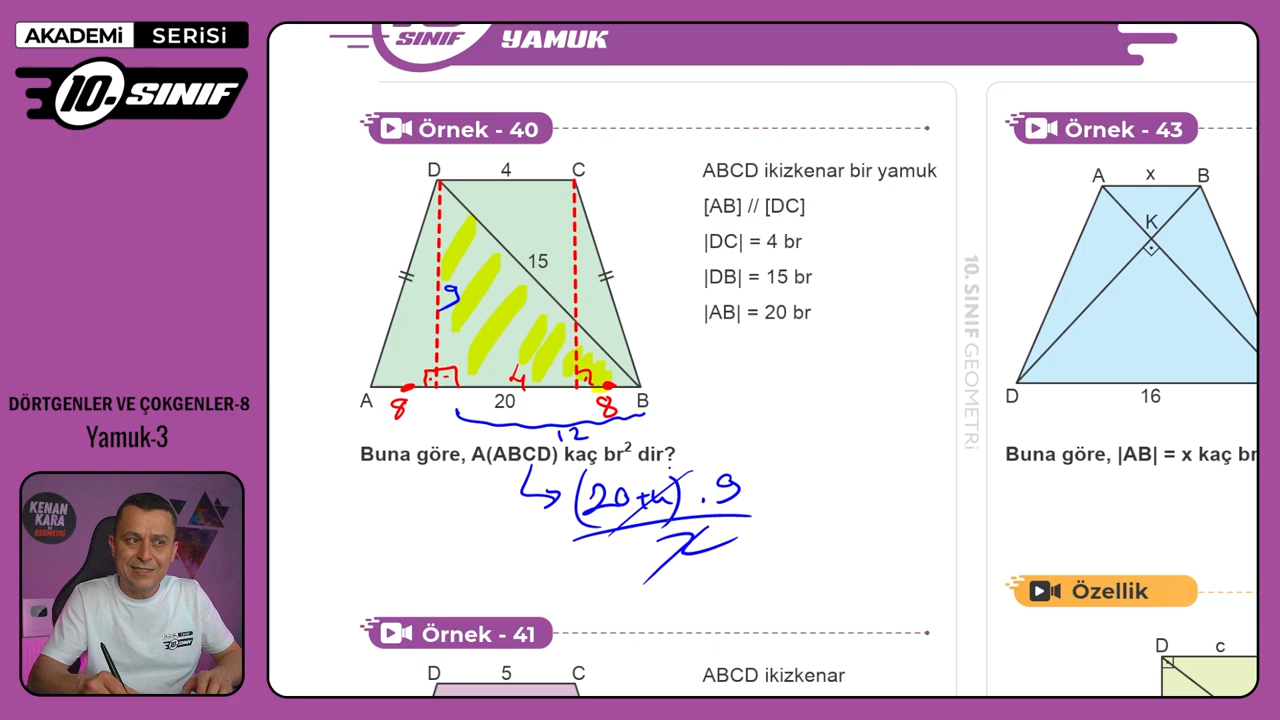 AKADEMİ SERİSİ
10. SINIF
DÖRTGENLER VE ÇOKGENLER-8
Yamuk-3
KENAN
KARA
GEOMETRİ
SINIF
YAMUK
Örnek - 40
D 4 C
15
9
4
A 8 20 8 B
12
ABCD ikizkenar bir yamuk
[AB] // [DC]
|DC| = 4 br
|DB| = 15 br
|AB| = 20 br
Buna göre, A(ABCD) kaç br² dir?
(20+4) . 9
2
Örnek - 41
D 5 C
ABCD ikizkenar
10. SINIF GEOMETRİ
Örnek - 43
A x B
K
D 16
Buna göre, |AB| = x kaç br
Özellik
D c